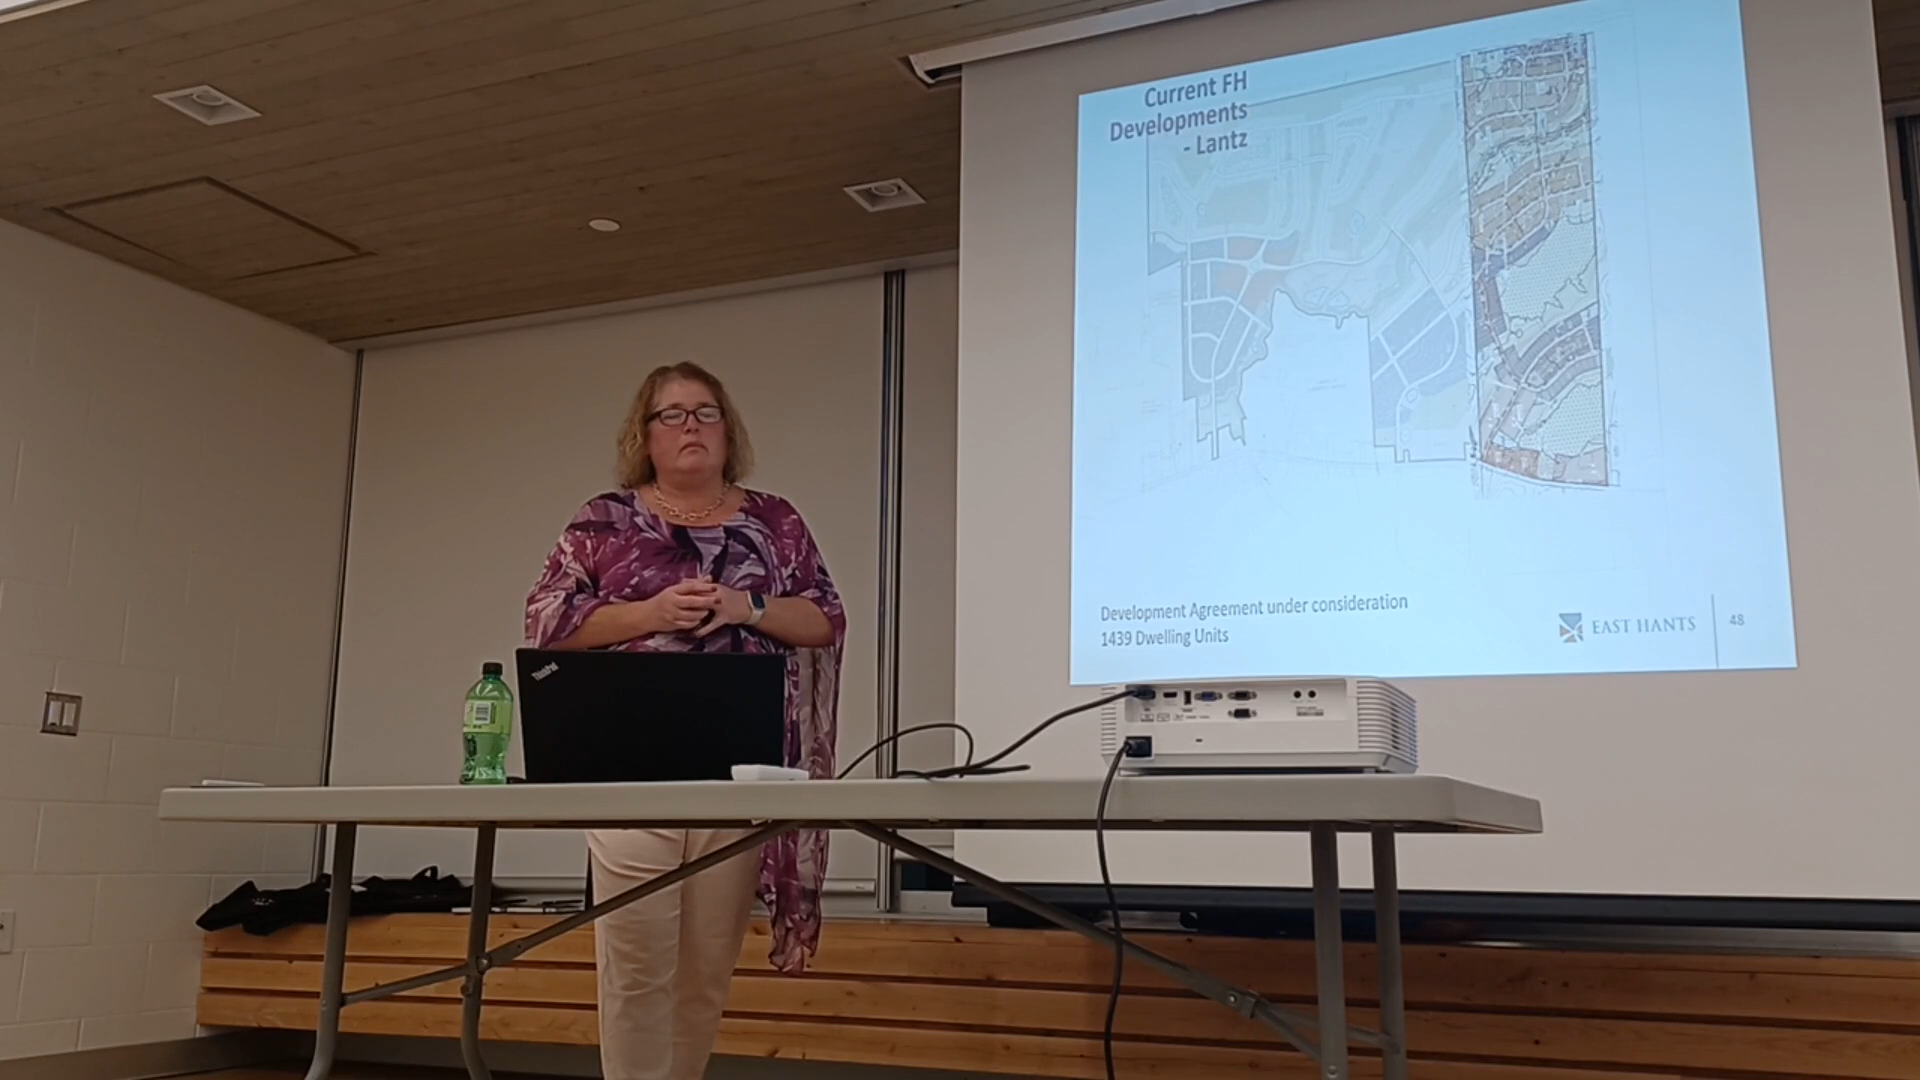 Current FH
Developments
- Lantz
Development Agreement under consideration
1439 Dwelling Units
EAST HANTS
48
ThinkPad